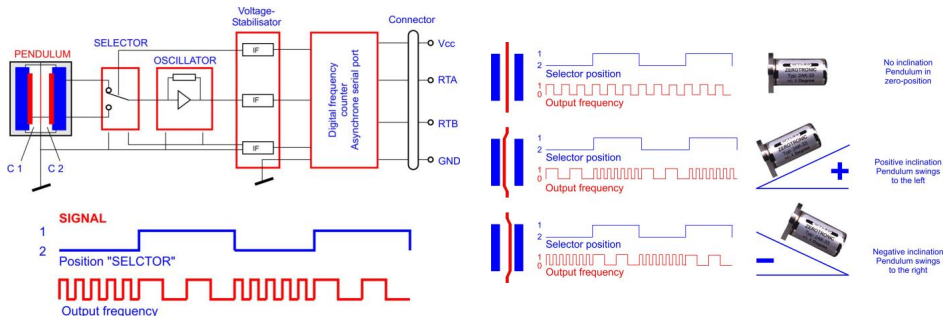 Voltage-
Stabilisator
Connector
PENDULUM
SELECTOR
OSCILLATOR
IF
IF
IF
Digital frequency
counter
Asynchrone serial port
Vcc
RTA
RTB
GND
C 1
C 2
SIGNAL
1
2
Position "SELCTOR"
Output frequency
1
2
Selector position
1
0
Output frequency
ZEROTRONIC
No inclination
Pendulum in
zero-position
1
2
Selector position
1
0
Output frequency
ZEROTRONIC
+
Positive inclination
Pendulum swings
to the left
1
2
Selector position
1
0
Output frequency
−
Negative inclination
Pendulum swings
to the right